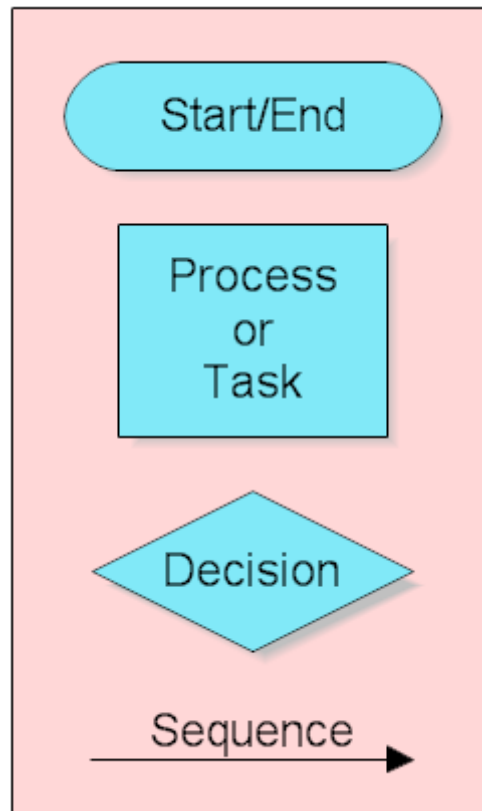 Start/End
Process
or
Task
Decision
Sequence